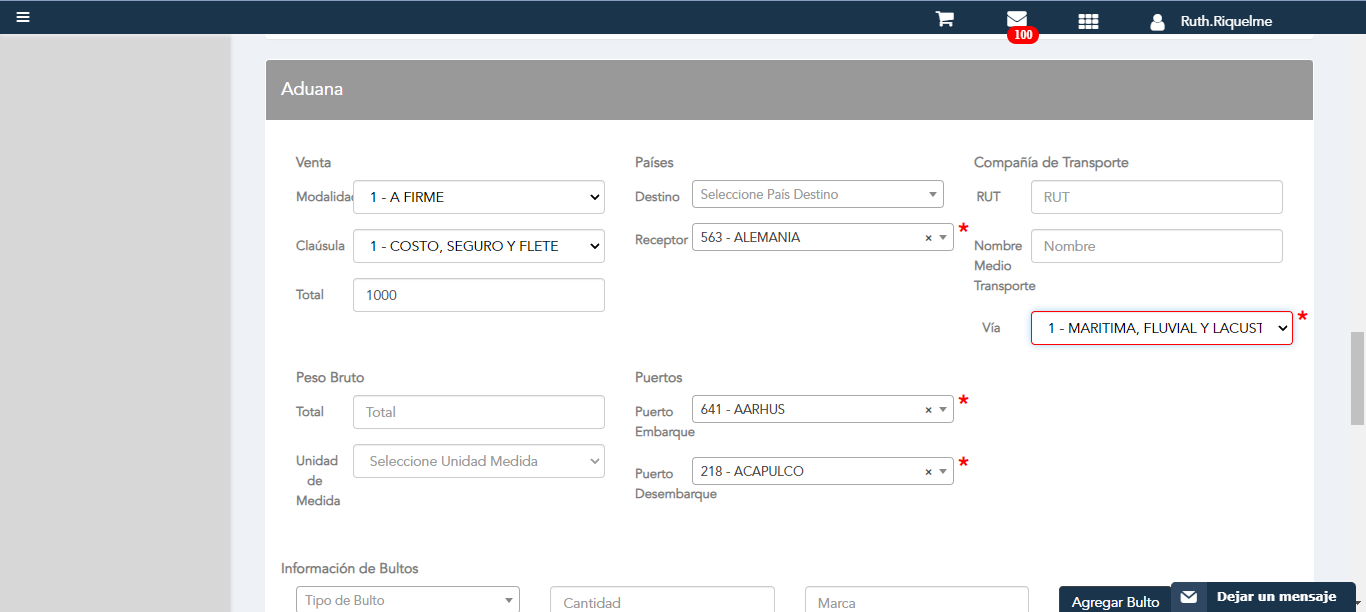 100
Ruth.Riquelme
Aduana
Venta
Modalidad
1 - A FIRME
Claúsula
1 - COSTO, SEGURO Y FLETE
Total
1000
Países
Destino
Seleccione País Destino
Receptor
563 - ALEMANIA
×
*
Compañía de Transporte
RUT
RUT
Nombre
Medio
Transporte
Nombre
Vía
1 - MARITIMA, FLUVIAL Y LACUST
*
Peso Bruto
Total
Total
Unidad
de
Medida
Seleccione Unidad Medida
Puertos
Puerto
Embarque
641 - AARHUS
×
*
Puerto
Desembarque
218 - ACAPULCO
×
*
Información de Bultos
Tipo de Bulto
Cantidad
Marca
Agregar Bulto
Dejar un mensaje